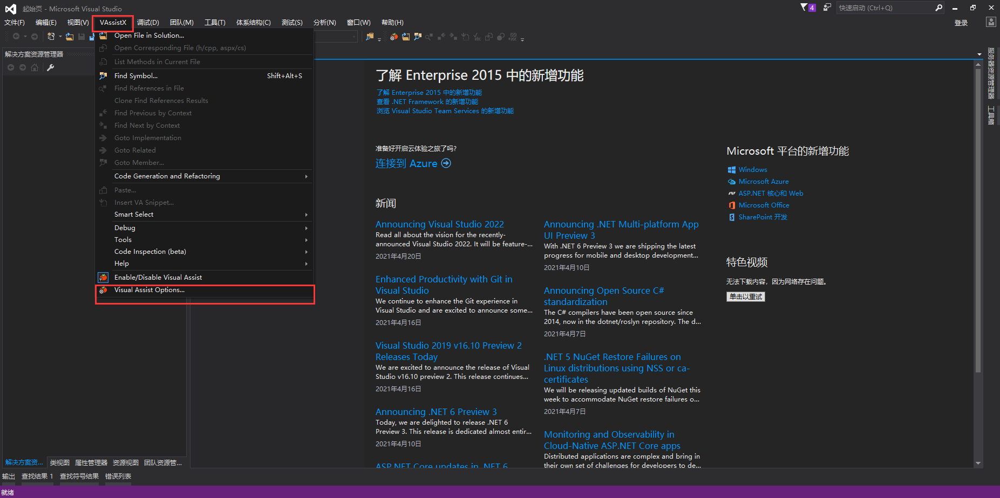 起始页 - Microsoft Visual Studio
4
快速启动 (Ctrl+Q)
文件(F) 编辑(E) 视图(V) VAssistX 调试(D) 团队(M) 工具(T) 体系结构(C) 测试(S) 分析(N) 窗口(W) 帮助(H)
登录
解决方案资源管理器
Open File in Solution...
Open Corresponding File (h/cpp, aspx/cs)
List Methods in Current File
Find Symbol... Shift+Alt+S
Find References in File
Clone Find References Results
Find Previous by Context
Find Next by Context
Goto Implementation
Goto Related
Goto Member...
Code Generation and Refactoring
Paste...
Insert VA Snippet...
Smart Select
Debug
Tools
Code Inspection (beta)
Help
Enable/Disable Visual Assist
Visual Assist Options...
了解 Enterprise 2015 中的新增功能
了解 Enterprise 2015 中的新增功能
查看 .NET Framework 的新增功能
浏览 Visual Studio Team Services 的新增功能
准备好开启云体验之旅了吗?
连接到 Azure
新闻
Announcing Visual Studio 2022
Read all about the vision for the recently-
announced Visual Studio 2022. It will be feature-...
2021年4月20日
Enhanced Productivity with Git in
Visual Studio
We continue to enhance the Git experience in
Visual Studio and are excited to announce some...
2021年4月16日
Visual Studio 2019 v16.10 Preview 2
Releases Today
We are excited to announce the release of Visual
Studio v16.10 preview 2. This release continues...
2021年4月16日
Announcing .NET 6 Preview 3
Today, we are delighted to release .NET 6
Preview 3. This release is dedicated almost entir...
2021年4月10日
ASP.NET Core updates in .NET 6
Announcing .NET Multi-platform App
UI Preview 3
With .NET 6 Preview 3 we are shipping the latest
progress for mobile and desktop development...
2021年4月10日
Announcing Open Source C#
standardization
The C# compilers have been open source since
2014, now in the dotnet/roslyn repository. The d...
2021年4月7日
.NET 5 NuGet Restore Failures on
Linux distributions using NSS or ca-
certificates
We will be releasing updated builds of NuGet this
week to accommodate NuGet restore failures o...
2021年4月7日
Monitoring and Observability in
Cloud-Native ASP.NET Core apps
Distributed applications are complex and bring in
their own set of challenges for developers to de...
Microsoft 平台的新增功能
Windows
Microsoft Azure
ASP.NET 核心和 Web
Microsoft Office
SharePoint 开发
特色视频
无法下载内容，因为网络存在问题。
单击以重试
服务器资源管理器
工具箱
解决方案资... 类视图 属性管理器 资源视图 团队资源管...
输出 查找结果 1 查找符号结果 错误列表
就绪